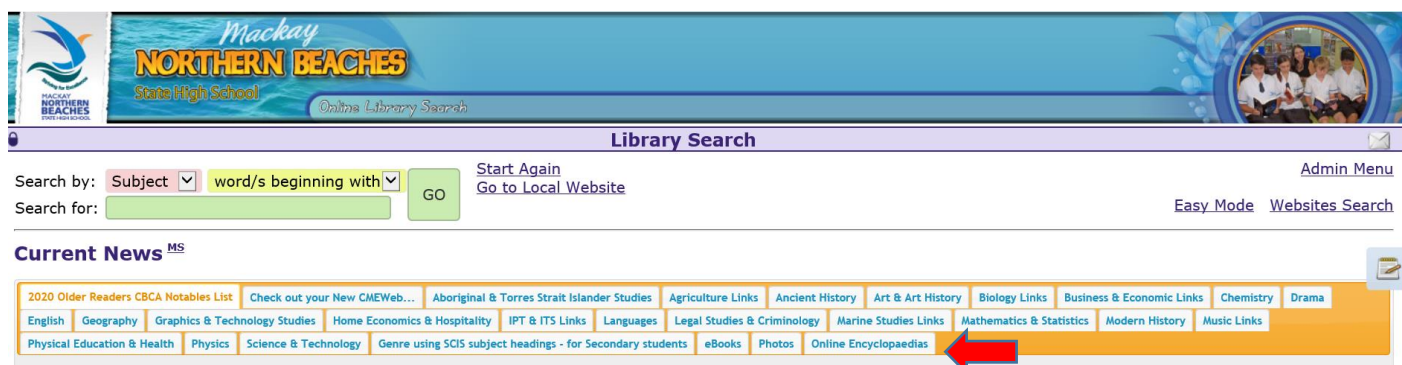 Mackay
NORTHERN BEACHES
State High School
Online Library Search
Striving for Excellence
MACKAY
NORTHERN
BEACHES
STATE HIGH SCHOOL
Library Search
Search by: Subject word/s beginning with GO
Search for:
Start Again
Go to Local Website
Admin Menu
Easy Mode Websites Search
Current News MS
2020 Older Readers CBCA Notables List Check out your New CMEWeb... Aboriginal & Torres Strait Islander Studies Agriculture Links Ancient History Art & Art History Biology Links Business & Economic Links Chemistry Drama
English Geography Graphics & Technology Studies Home Economics & Hospitality IPT & ITS Links Languages Legal Studies & Criminology Marine Studies Links Mathematics & Statistics Modern History Music Links
Physical Education & Health Physics Science & Technology Genre using SCIS subject headings - for Secondary students eBooks Photos Online Encyclopaedias